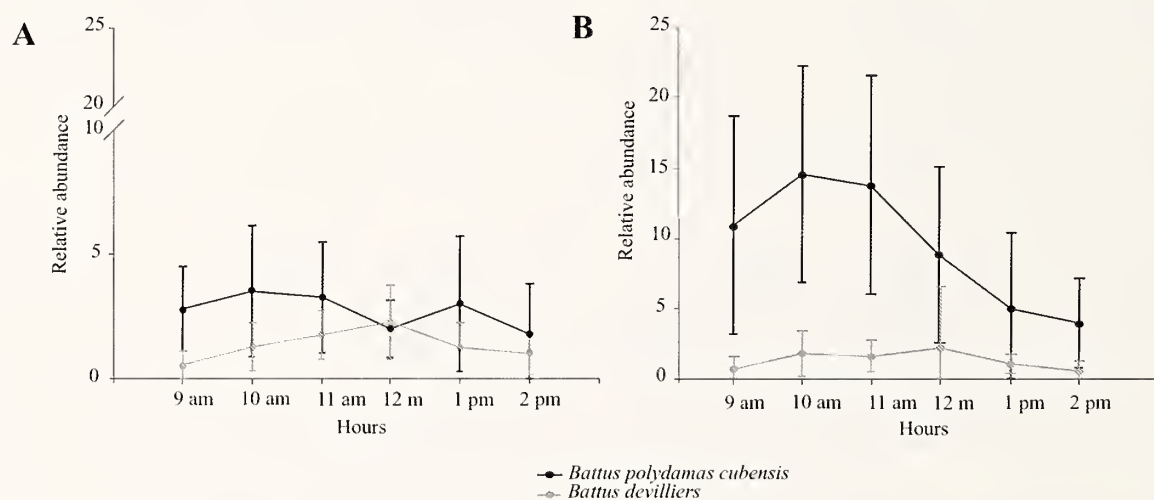 A
25
20
10
5
0
Relative abundance
9 am 10 am 11 am 12 m 1 pm 2 pm
Hours
B
25
20
15
10
5
0
Relative abundance
9 am 10 am 11 am 12 m 1 pm 2 pm
Hours
Battus polydamas cubensis
Battus devilliers